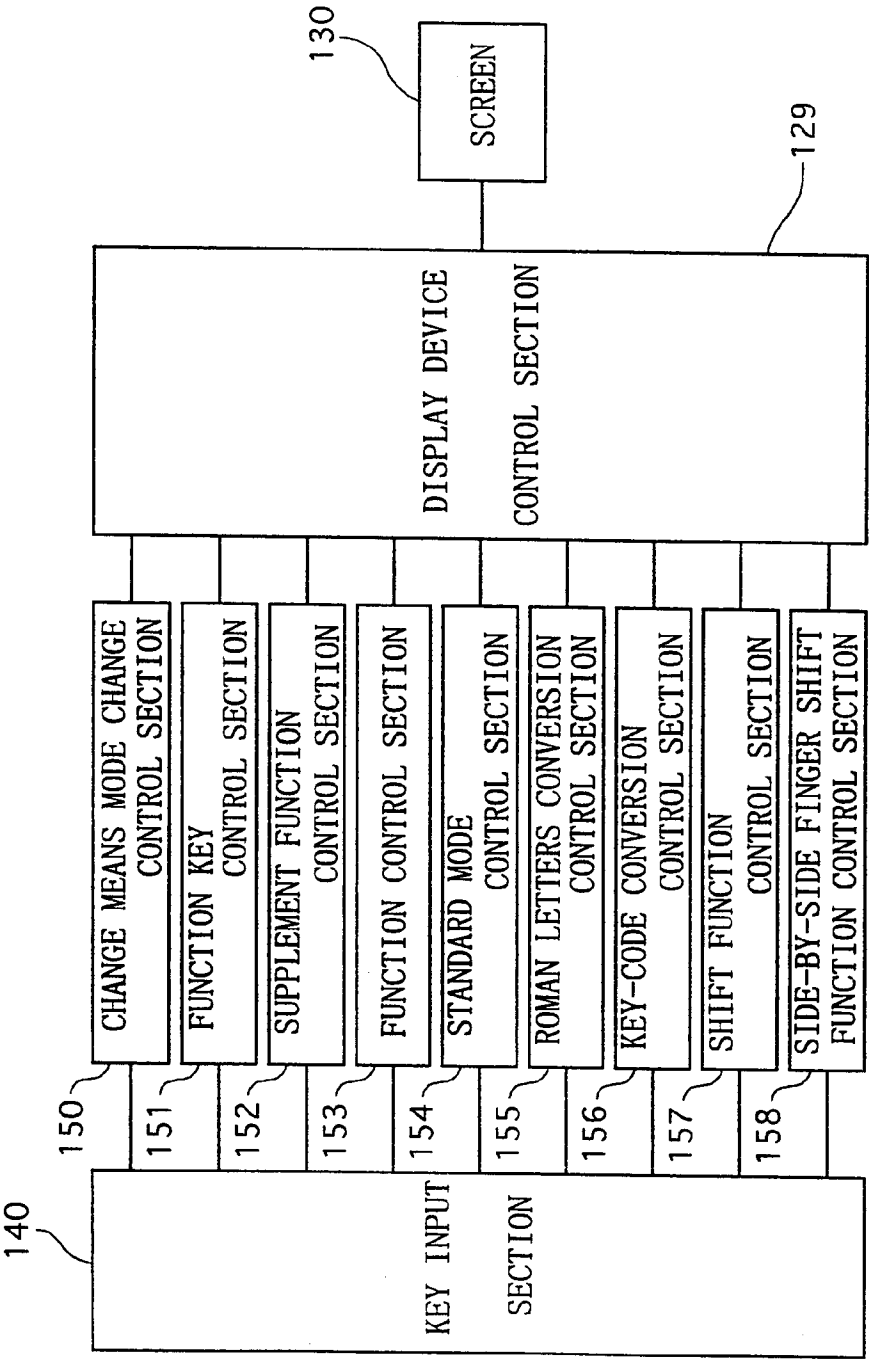 140
KEY INPUT
SECTION
150
CHANGE MEANS MODE CHANGE
CONTROL SECTION
151
FUNCTION KEY
CONTROL SECTION
152
SUPPLEMENT FUNCTION
CONTROL SECTION
153
FUNCTION CONTROL SECTION
154
STANDARD MODE
CONTROL SECTION
155
ROMAN LETTERS CONVERSION
CONTROL SECTION
156
KEY-CODE CONVERSION
CONTROL SECTION
157
SHIFT FUNCTION
CONTROL SECTION
158
SIDE-BY-SIDE FINGER SHIFT
FUNCTION CONTROL SECTION
DISPLAY DEVICE
CONTROL SECTION
129
130
SCREEN